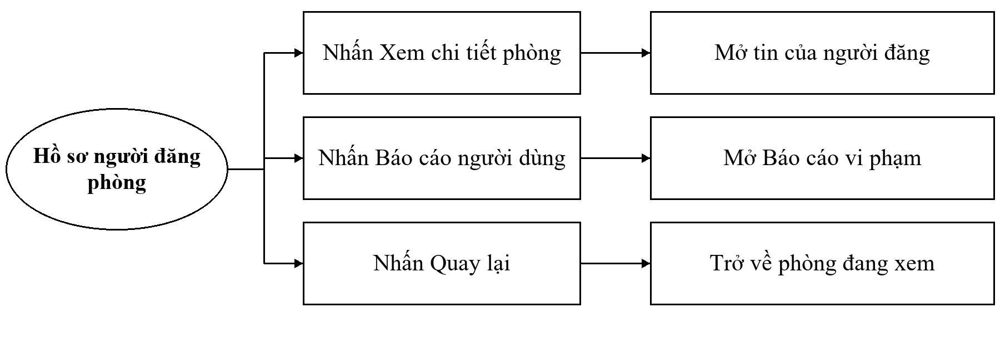 Hồ sơ người đăng
phòng
Nhấn Xem chi tiết phòng
Mở tin của người đăng
Nhấn Báo cáo người dùng
Mở Báo cáo vi phạm
Nhấn Quay lại
Trở về phòng đang xem